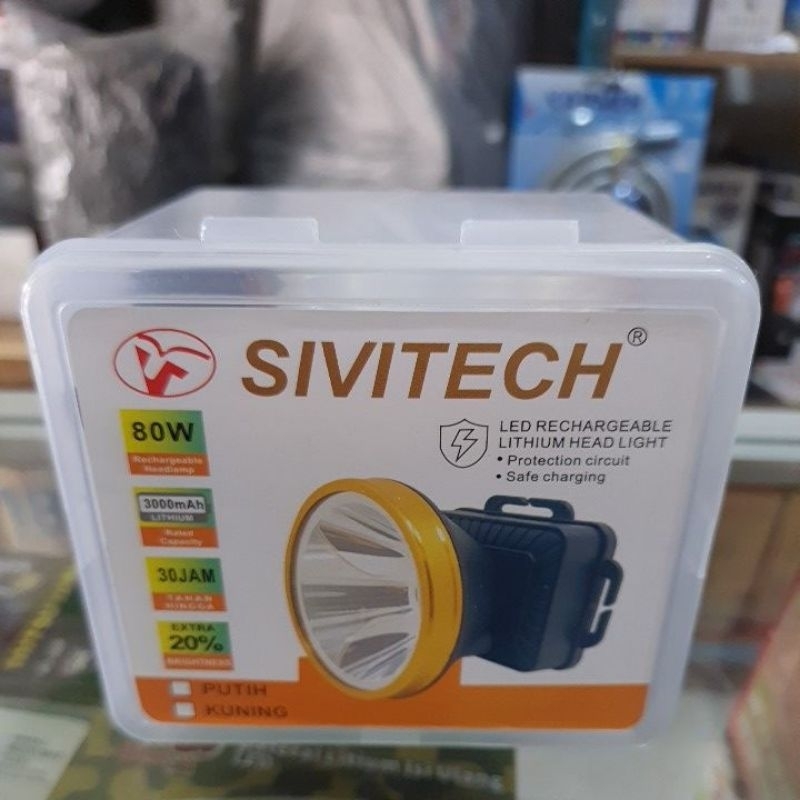 SIVITECH®
80W
Rechargeable
Headlamp
LED RECHARGEABLE
LITHIUM HEAD LIGHT
• Protection circuit
• Safe charging
3000mAh
LITHIUM
Rated
Capacity
30JAM
TAHAN
HINGGA
EXTRA
20%
BRIGHTNESS
PUTIH
KUNING